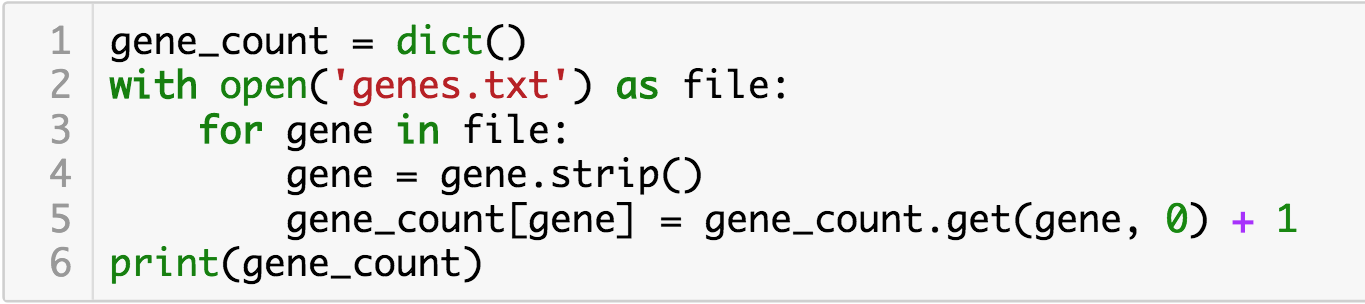 1 gene_count = dict()
2 with open('genes.txt') as file:
3     for gene in file:
4         gene = gene.strip()
5         gene_count[gene] = gene_count.get(gene, 0) + 1
6 print(gene_count)